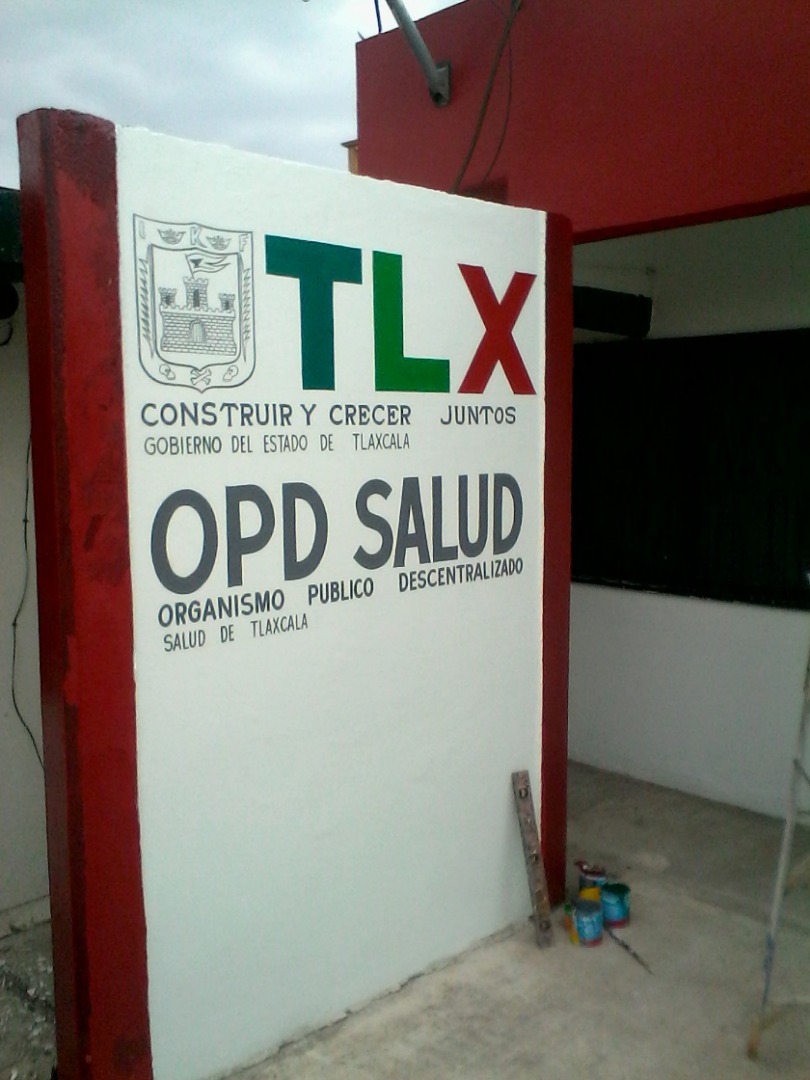 I K F
TLX
CONSTRUIR Y CRECER JUNTOS
GOBIERNO DEL ESTADO DE TLAXCALA
OPD SALUD
ORGANISMO PUBLICO DESCENTRALIZADO
SALUD DE TLAXCALA